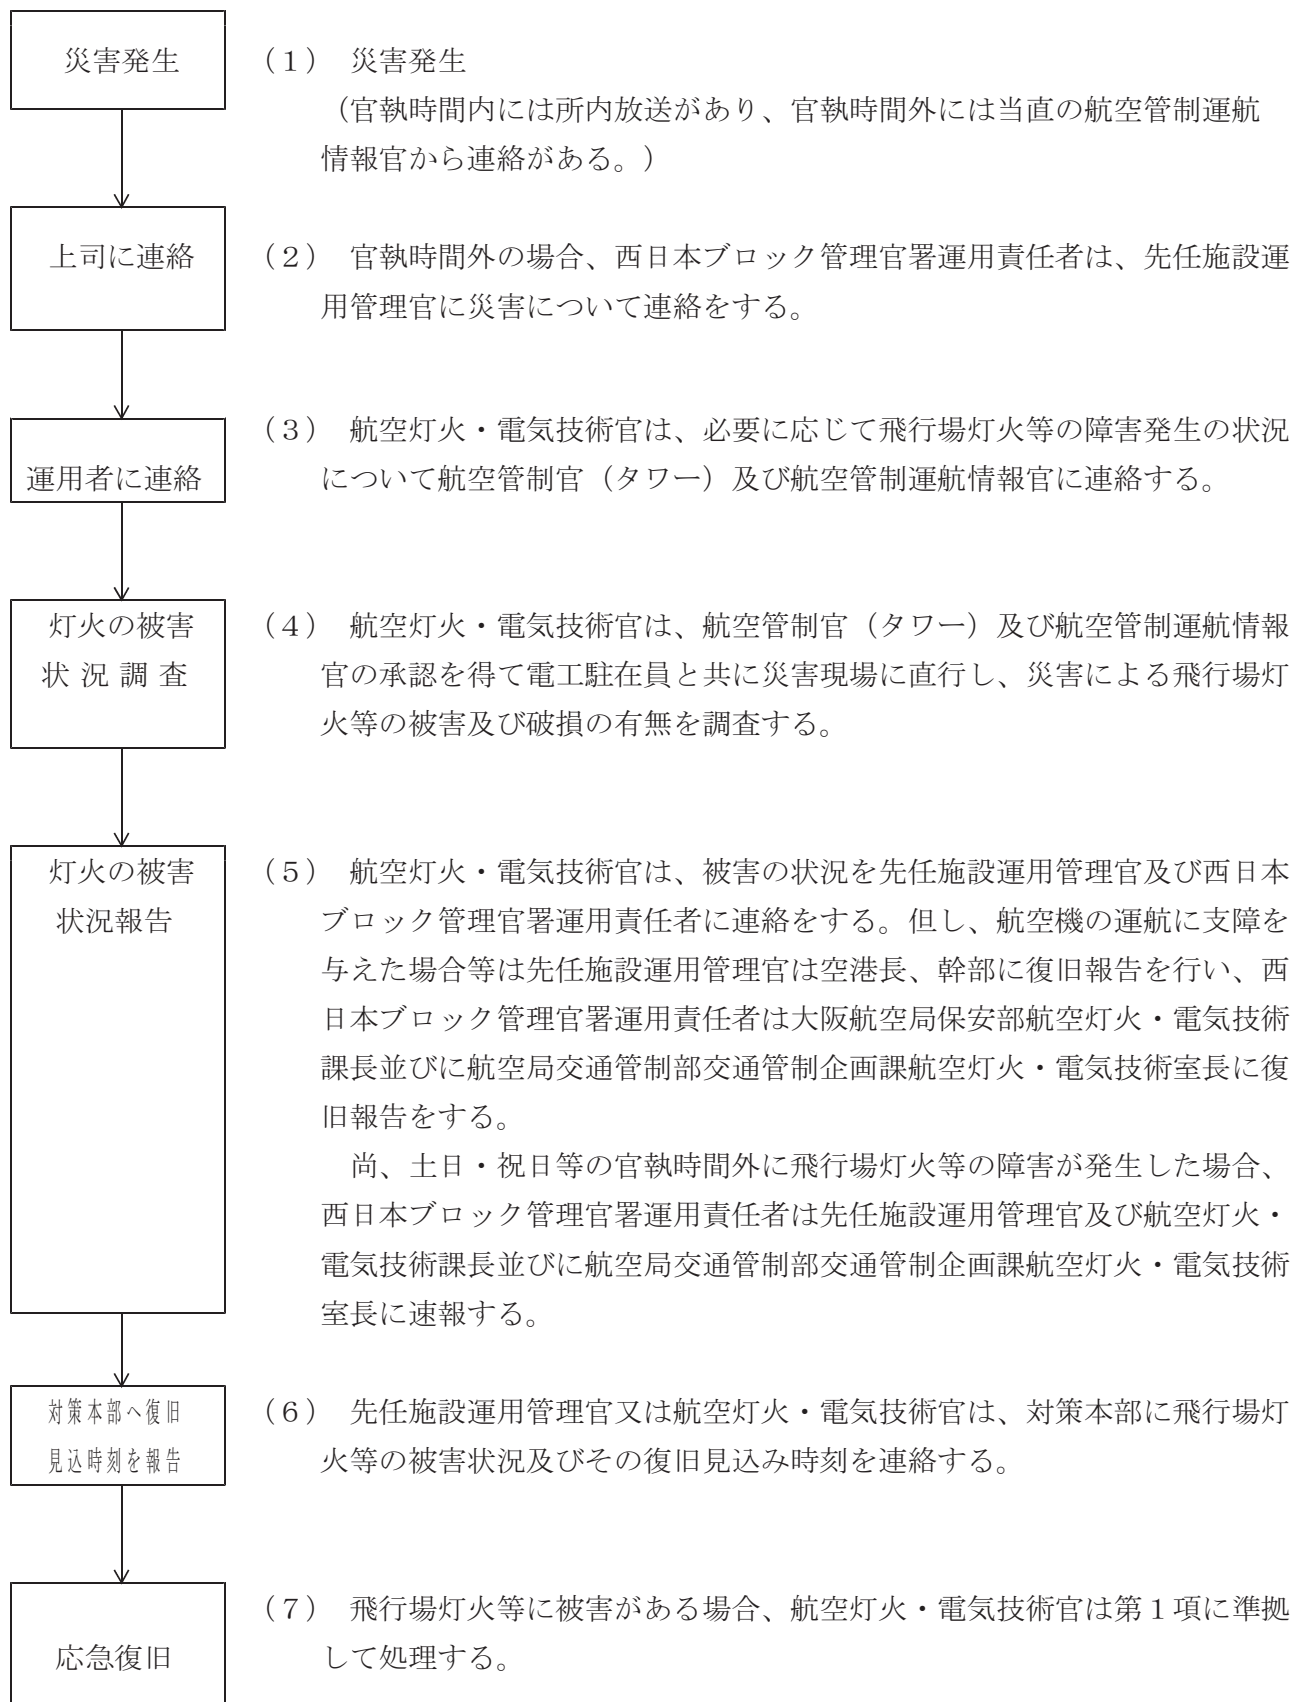 災害発生
（１） 災害発生
（官執時間内には所内放送があり、官執時間外には当直の航空管制運航
情報官から連絡がある。）
上司に連絡
（２） 官執時間外の場合、西日本ブロック管理官署運用責任者は、先任施設運
用管理官に災害について連絡をする。
運用者に連絡
（３） 航空灯火・電気技術官は、必要に応じて飛行場灯火等の障害発生の状況
について航空管制官（タワー）及び航空管制運航情報官に連絡する。
灯火の被害
状 況 調 査
（４） 航空灯火・電気技術官は、航空管制官（タワー）及び航空管制運航情報
官の承認を得て電工駐在員と共に災害現場に直行し、災害による飛行場灯
火等の被害及び破損の有無を調査する。
灯火の被害
状況報告
（５） 航空灯火・電気技術官は、被害の状況を先任施設運用管理官及び西日本
ブロック管理官署運用責任者に連絡をする。但し、航空機の運航に支障を
与えた場合等は先任施設運用管理官は空港長、幹部に復旧報告を行い、西
日本ブロック管理官署運用責任者は大阪航空局保安部航空灯火・電気技術
課長並びに航空局交通管制部交通管制企画課航空灯火・電気技術室長に復
旧報告をする。
尚、土日・祝日等の官執時間外に飛行場灯火等の障害が発生した場合、
西日本ブロック管理官署運用責任者は先任施設運用管理官及び航空灯火・
電気技術課長並びに航空局交通管制部交通管制企画課航空灯火・電気技術
室長に速報する。
対策本部へ復旧
見込時刻を報告
（６） 先任施設運用管理官又は航空灯火・電気技術官は、対策本部に飛行場灯
火等の被害状況及びその復旧見込み時刻を連絡する。
応急復旧
（７） 飛行場灯火等に被害がある場合、航空灯火・電気技術官は第１項に準拠
して処理する。